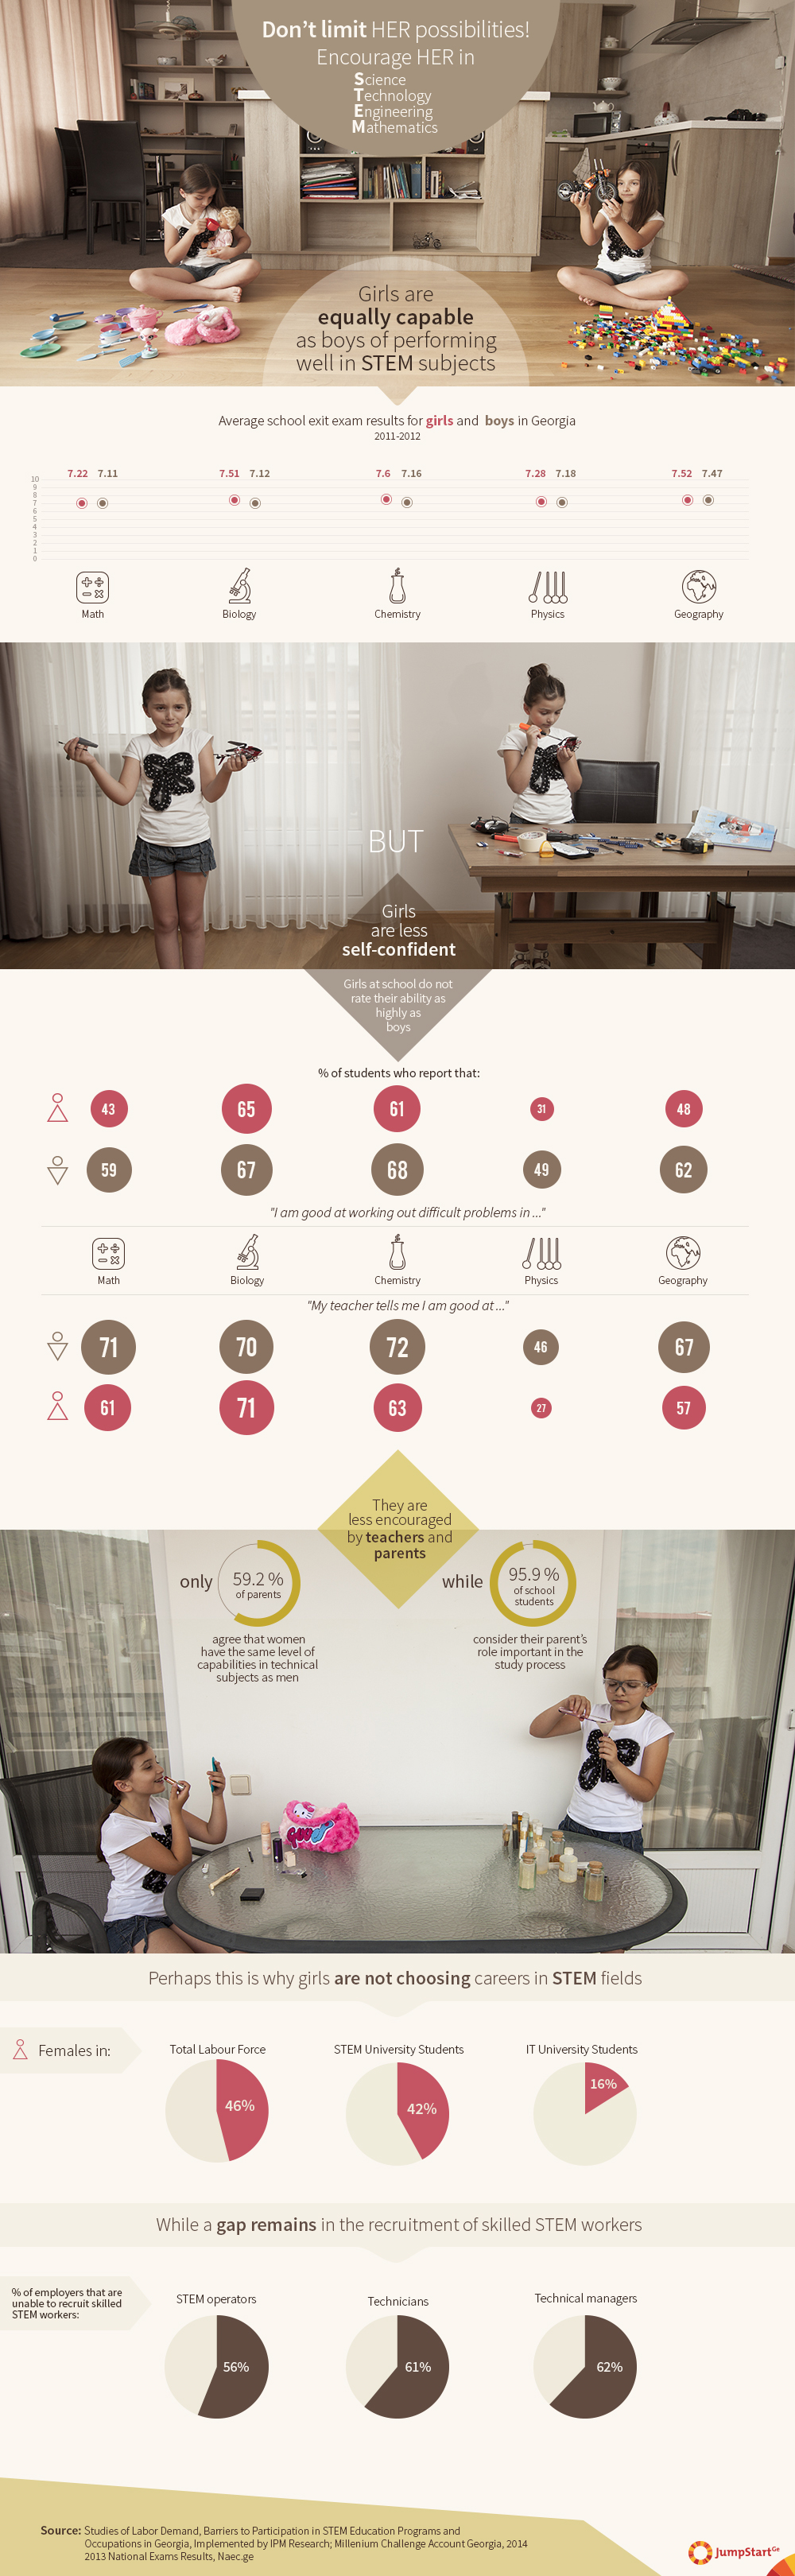 Don't limit HER possibilities!
Encourage HER in
Science
Technology
Engineering
Mathematics
Girls are
equally capable
as boys of performing
well in STEM subjects
Average school exit exam results for girls and boys in Georgia
2011-2012
7.22 7.11 7.51 7.12 7.6 7.16 7.28 7.18 7.52 7.47
10
9
8
7
6
5
4
3
2
1
0
Math Biology Chemistry Physics Geography
BUT
Girls
are less
self-confident
Girls at school do not
rate their ability as
highly as
boys
% of students who report that:
43 65 61 31 48
59 67 68 49 62
"I am good at working out difficult problems in ..."
Math Biology Chemistry Physics Geography
"My teacher tells me I am good at ..."
71 70 72 46 67
61 71 63 27 57
They are
less encouraged
by teachers and
parents
only
59.2 %
of parents
agree that women
have the same level of
capabilities in technical
subjects as men
while
95.9 %
of school
students
consider their parent's
role important in the
study process
Perhaps this is why girls are not choosing careers in STEM fields
Females in:
Total Labour Force STEM University Students IT University Students
46% 42% 16%
While a gap remains in the recruitment of skilled STEM workers
% of employers that are
unable to recruit skilled
STEM workers:
STEM operators Technicians Technical managers
56% 61% 62%
Source: Studies of Labor Demand, Barriers to Participation in STEM Education Programs and
Occupations in Georgia, Implemented by IPM Research; Millenium Challenge Account Georgia, 2014
2013 National Exams Results, Naec.ge
JumpStart Ge